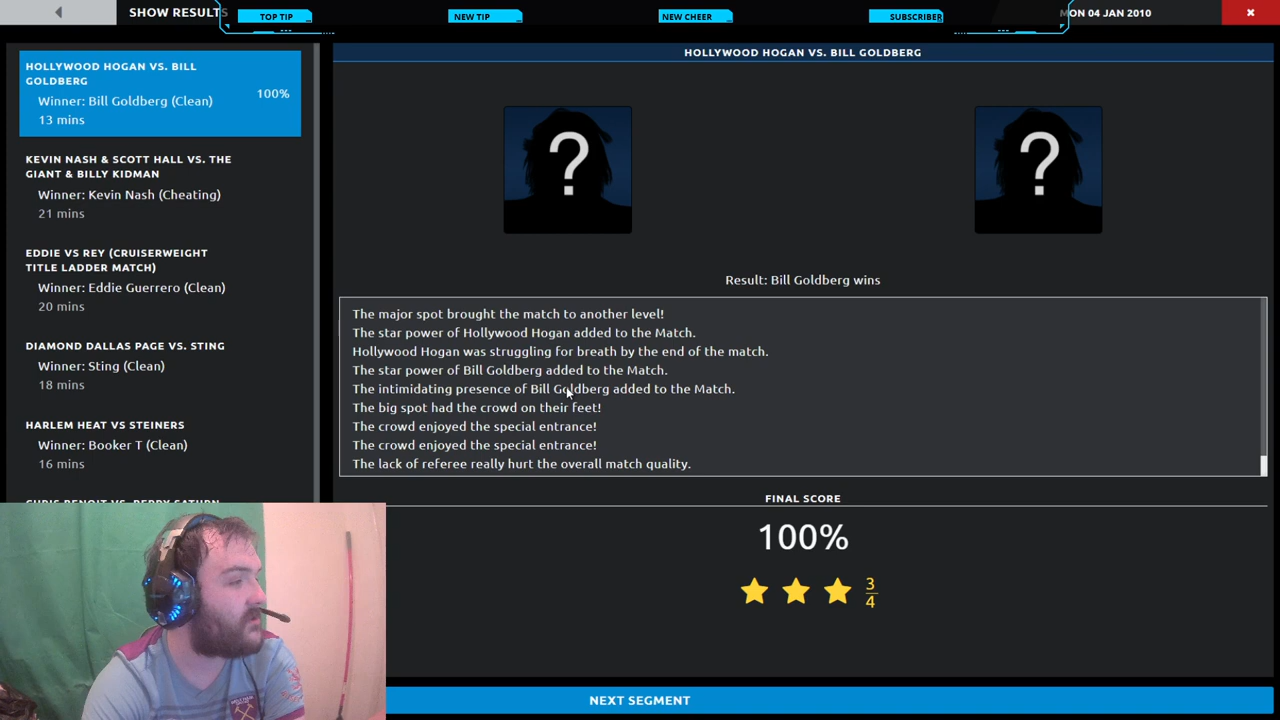 SHOW RESULTS
TOP TIP
NEW TIP
NEW CHEER
SUBSCRIBER
MON 04 JAN 2010
HOLLYWOOD HOGAN VS. BILL
GOLDBERG
Winner: Bill Goldberg (Clean)
100%
13 mins
KEVIN NASH & SCOTT HALL VS. THE
GIANT & BILLY KIDMAN
Winner: Kevin Nash (Cheating)
21 mins
EDDIE VS REY (CRUISERWEIGHT
TITLE LADDER MATCH)
Winner: Eddie Guerrero (Clean)
20 mins
DIAMOND DALLAS PAGE VS. STING
Winner: Sting (Clean)
18 mins
HARLEM HEAT VS STEINERS
Winner: Booker T (Clean)
16 mins
CHRIS BENOIT VS. PERRY SATURN
HOLLYWOOD HOGAN VS. BILL GOLDBERG
?
?
Result: Bill Goldberg wins
The major spot brought the match to another level!
The star power of Hollywood Hogan added to the Match.
Hollywood Hogan was struggling for breath by the end of the match.
The star power of Bill Goldberg added to the Match.
The intimidating presence of Bill Goldberg added to the Match.
The big spot had the crowd on their feet!
The crowd enjoyed the special entrance!
The crowd enjoyed the special entrance!
The lack of referee really hurt the overall match quality.
FINAL SCORE
100%
3/4
NEXT SEGMENT